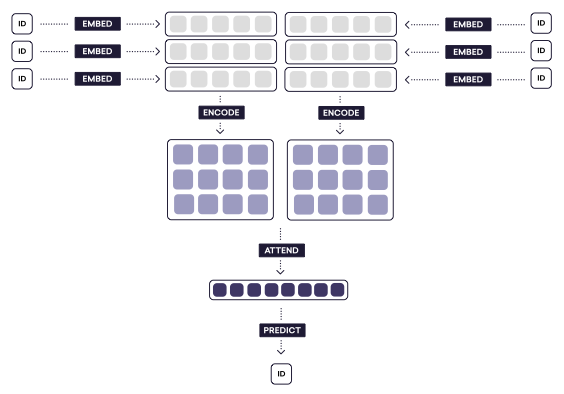 ID EMBED EMBED ID
ID EMBED EMBED ID
ID EMBED EMBED ID
ENCODE ENCODE
ATTEND
PREDICT
ID